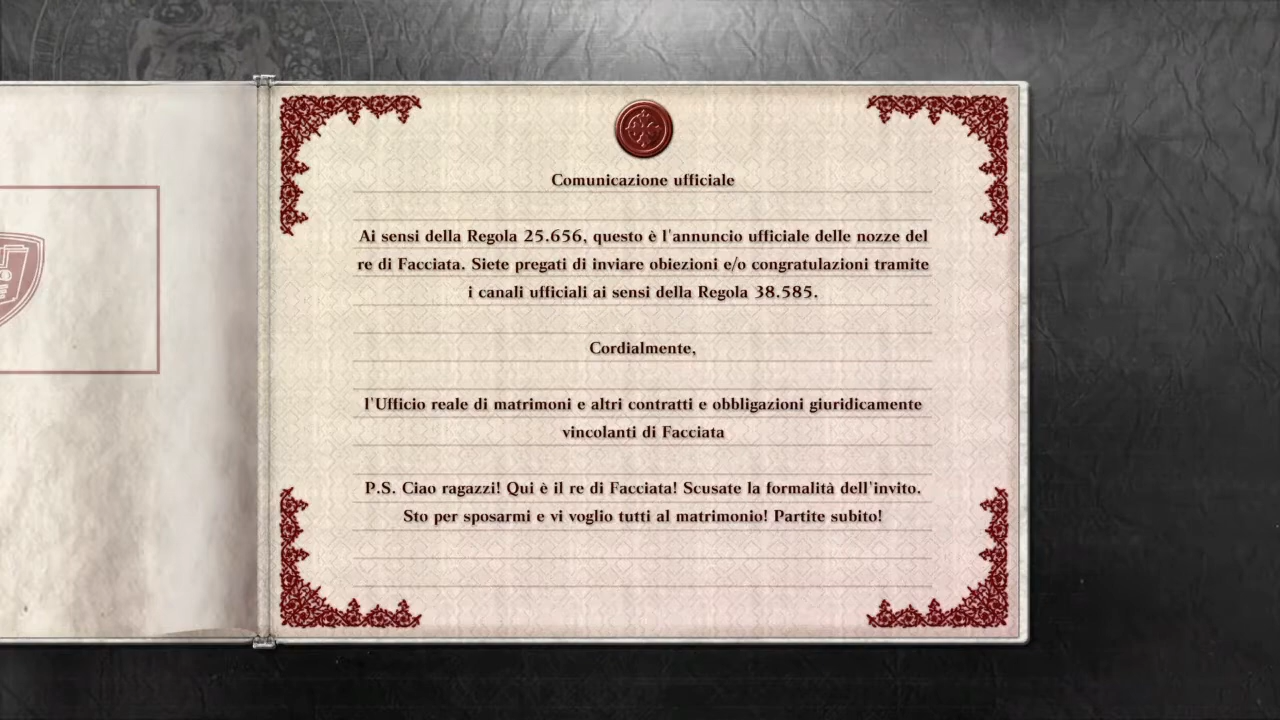 Comunicazione ufficiale
Ai sensi della Regola 25.656, questo è l'annuncio ufficiale delle nozze del
re di Facciata. Siete pregati di inviare obiezioni e/o congratulazioni tramite
i canali ufficiali ai sensi della Regola 38.585.
Cordialmente,
l'Ufficio reale di matrimoni e altri contratti e obbligazioni giuridicamente
vincolanti di Facciata
P.S. Ciao ragazzi! Qui è il re di Facciata! Scusate la formalità dell'invito.
Sto per sposarmi e vi voglio tutti al matrimonio! Partite subito!